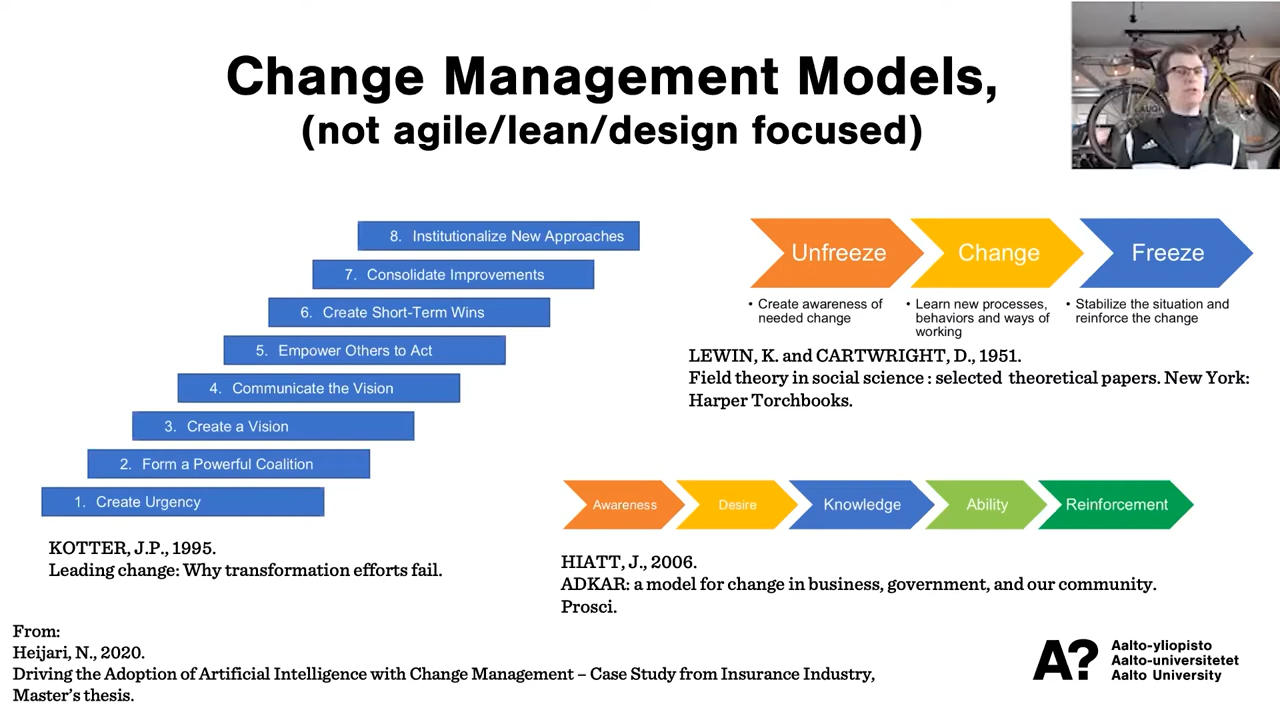 Change Management Models,
(not agile/lean/design focused)
8. Institutionalize New Approaches
7. Consolidate Improvements
6. Create Short-Term Wins
5. Empower Others to Act
4. Communicate the Vision
3. Create a Vision
2. Form a Powerful Coalition
1. Create Urgency
KOTTER, J.P., 1995.
Leading change: Why transformation efforts fail.
Unfreeze
Change
Freeze
• Create awareness of
needed change
• Learn new processes,
behaviors and ways of
working
• Stabilize the situation and
reinforce the change
LEWIN, K. and CARTWRIGHT, D., 1951.
Field theory in social science : selected theoretical papers. New York:
Harper Torchbooks.
Awareness
Desire
Knowledge
Ability
Reinforcement
HIATT, J., 2006.
ADKAR: a model for change in business, government, and our community.
Prosci.
From:
Heijari, N., 2020.
Driving the Adoption of Artificial Intelligence with Change Management – Case Study from Insurance Industry,
Master's thesis.
A?
Aalto-yliopisto
Aalto-universitetet
Aalto University